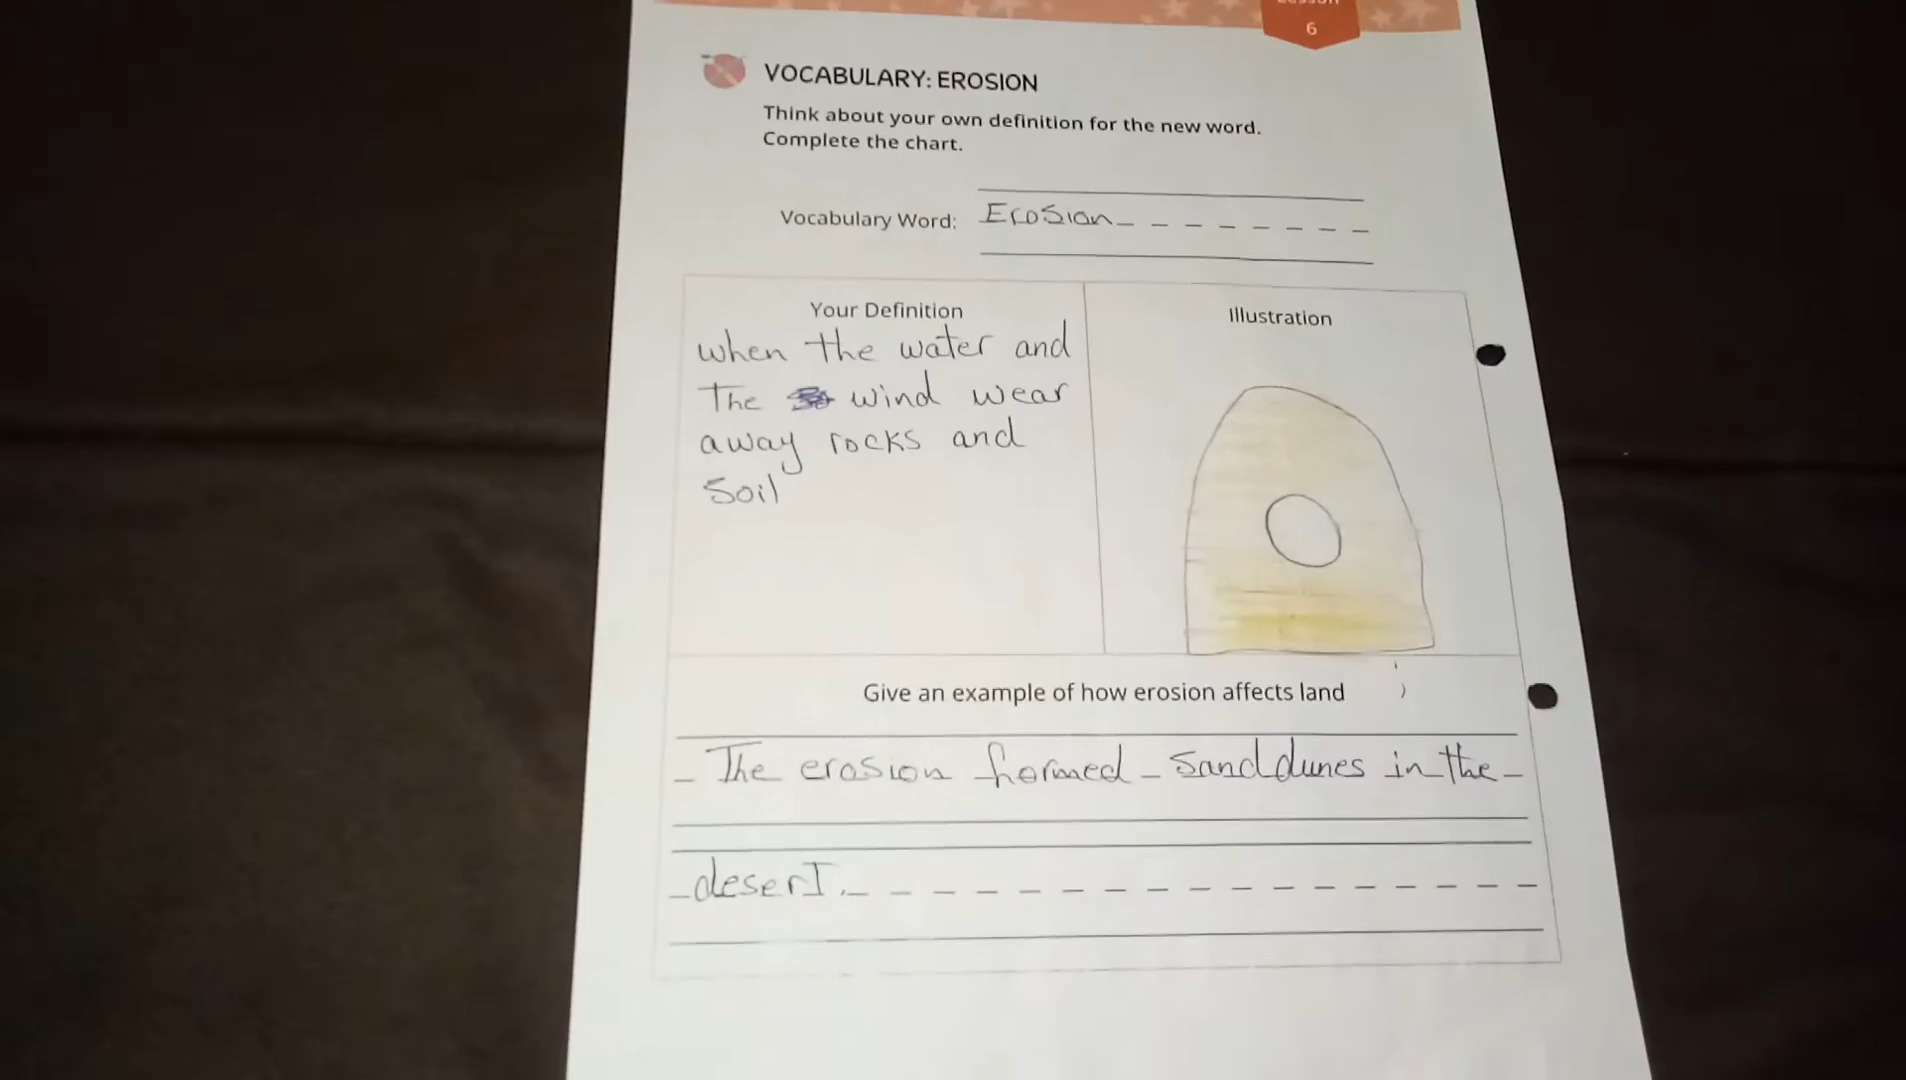 Lesson
6
VOCABULARY: EROSION
Think about your own definition for the new word.
Complete the chart.
Vocabulary Word: Erosion
Your Definition
when the water and
The wind wear
away rocks and
Soil
Illustration
Give an example of how erosion affects land
The erosion formed Sanddunes in the
deserT.